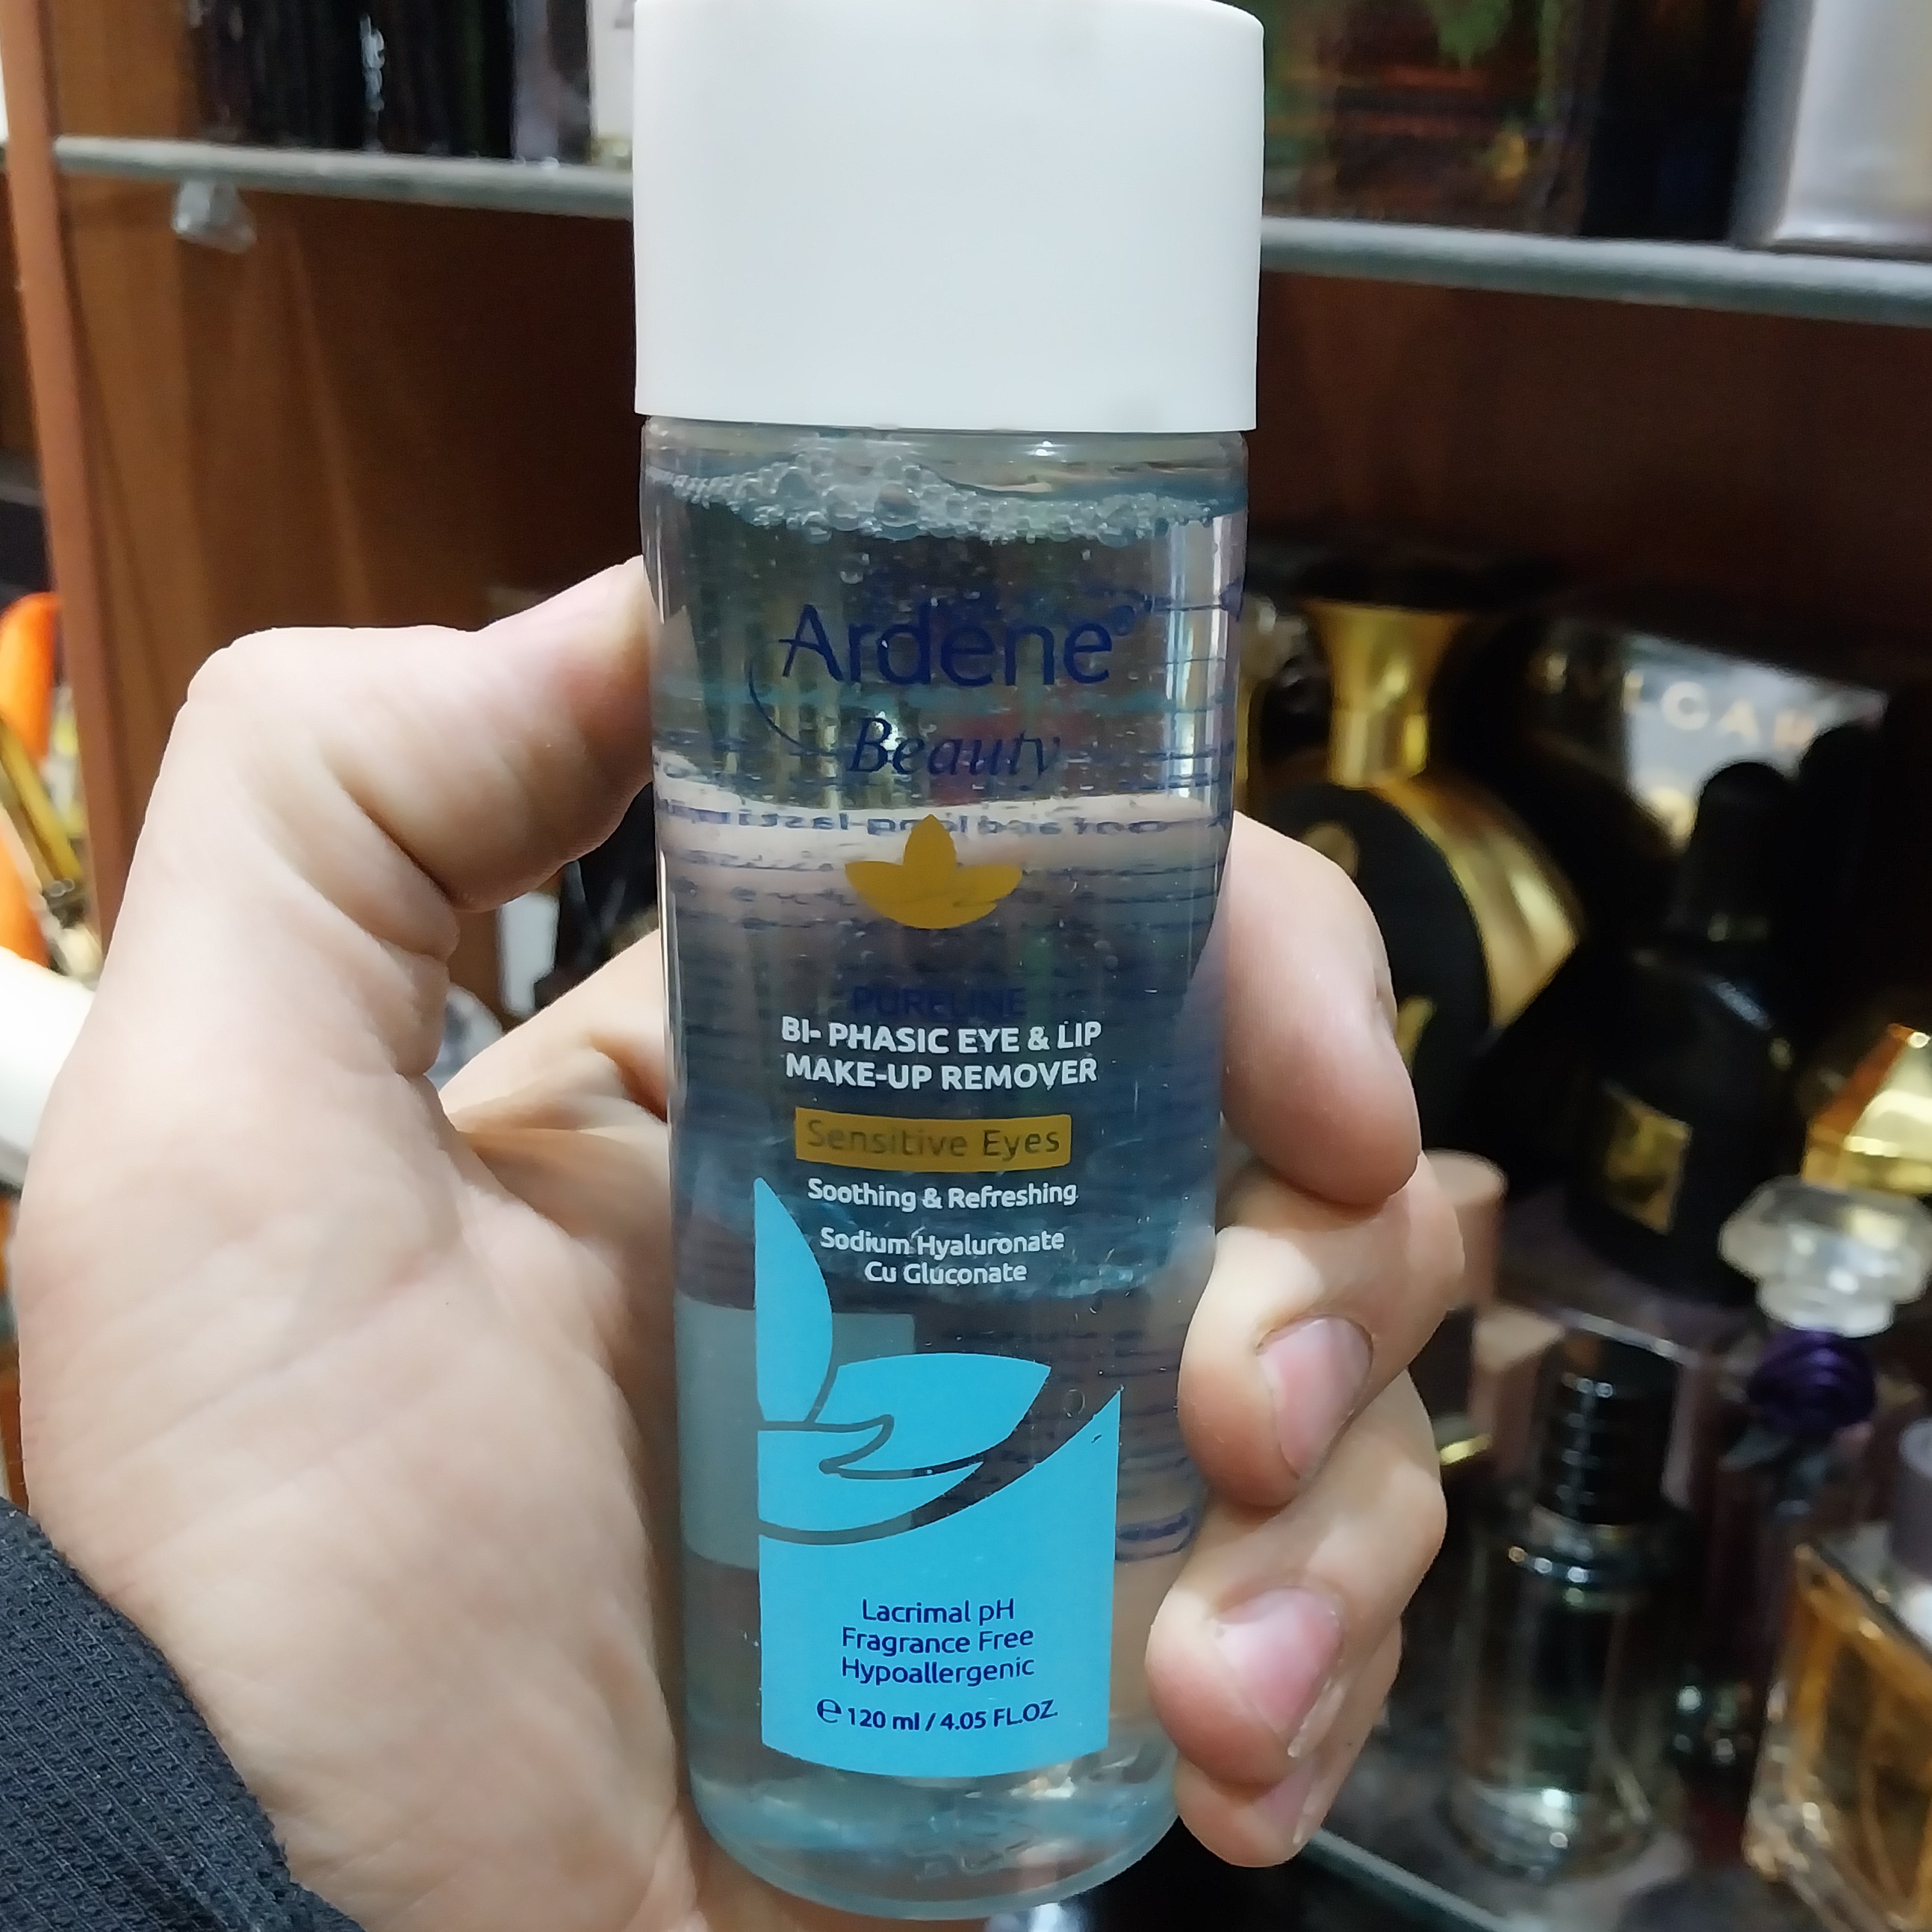 Ardene®
Beauty
PURELINE
BI- PHASIC EYE & LIP
MAKE-UP REMOVER
Sensitive Eyes
Soothing & Refreshing
Sodium Hyaluronate
Cu Gluconate
Lacrimal pH
Fragrance Free
Hypoallergenic
℮ 120 ml / 4.05 FL.OZ.